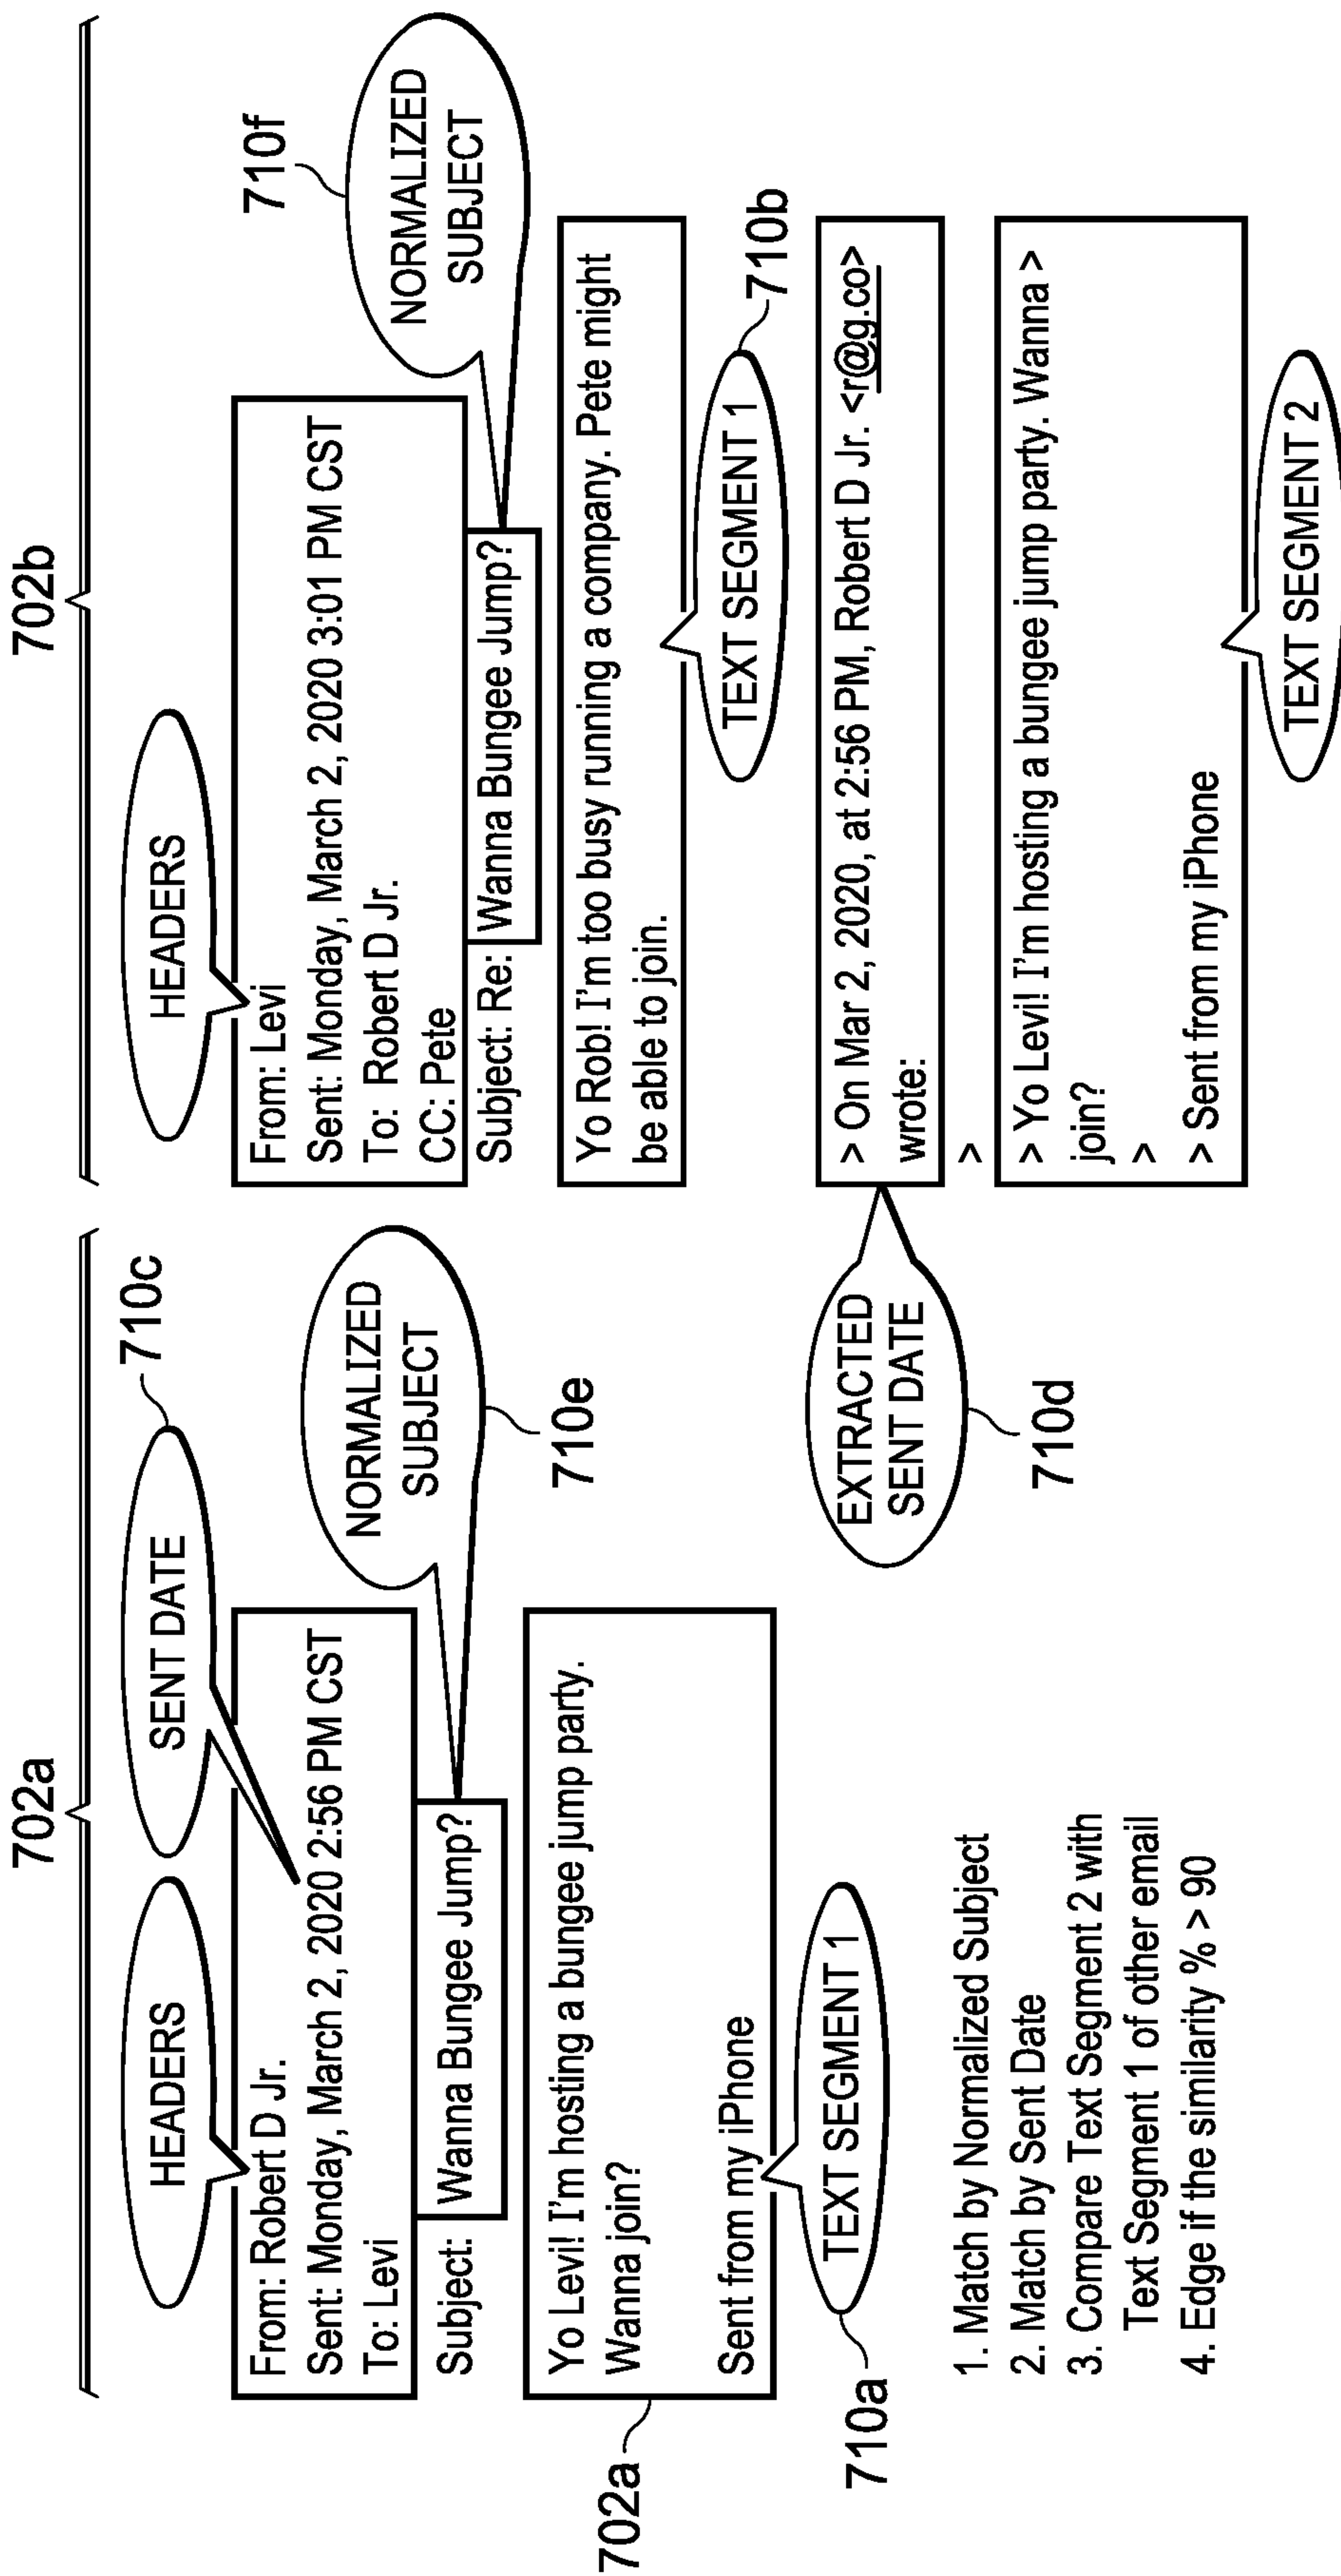 702a
HEADERS
SENT DATE
710c
From: Robert D Jr.
Sent: Monday, March 2, 2020 2:56 PM CST
To: Levi
Subject: Wanna Bungee Jump?
NORMALIZED
SUBJECT
710e
Yo Levi! I'm hosting a bungee jump party.
Wanna join?
Sent from my iPhone
702a
TEXT SEGMENT 1
710a
1. Match by Normalized Subject
2. Match by Sent Date
3. Compare Text Segment 2 with
Text Segment 1 of other email
4. Edge if the similarity % > 90
702b
HEADERS
From: Levi
Sent: Monday, March 2, 2020 3:01 PM CST
To: Robert D Jr.
CC: Pete
Subject: Re: Wanna Bungee Jump?
710f
NORMALIZED
SUBJECT
Yo Rob! I'm too busy running a company. Pete might
be able to join.
TEXT SEGMENT 1
710b
> On Mar 2, 2020, at 2:56 PM, Robert D Jr. <r@g.co>
wrote:
EXTRACTED
SENT DATE
710d
>
> Yo Levi! I'm hosting a bungee jump party. Wanna >
join?
>
> Sent from my iPhone
TEXT SEGMENT 2